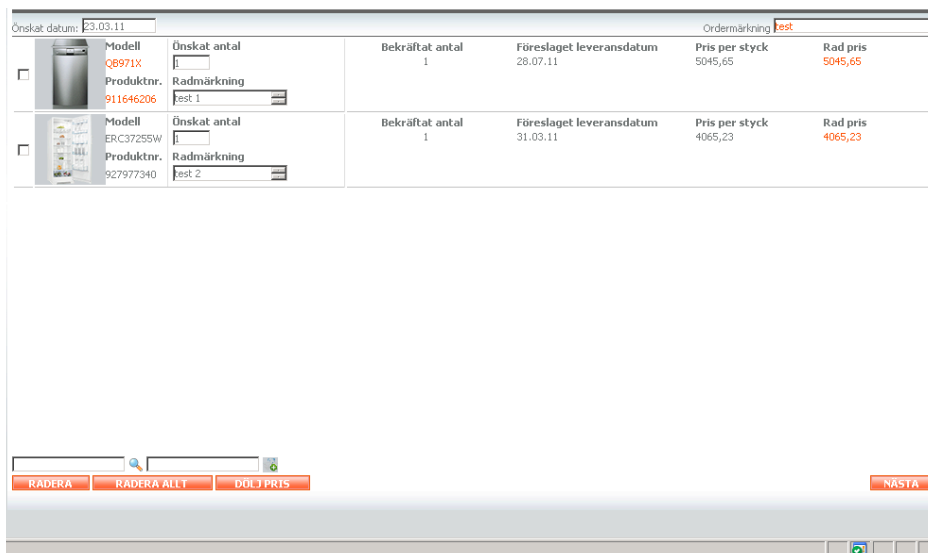 Önskat datum: 23.03.11 Ordermärkning test
Modell Önskat antal Bekräftat antal Föreslaget leveransdatum Pris per styck Rad pris
QB971X 1 1 28.07.11 5045,65 5045,65
Produktnr. Radmärkning
911646206 test 1
Modell Önskat antal Bekräftat antal Föreslaget leveransdatum Pris per styck Rad pris
ERC37255W 1 1 31.03.11 4065,23 4065,23
Produktnr. Radmärkning
927977340 test 2
RADERA RADERA ALLT DÖLJ PRIS NÄSTA